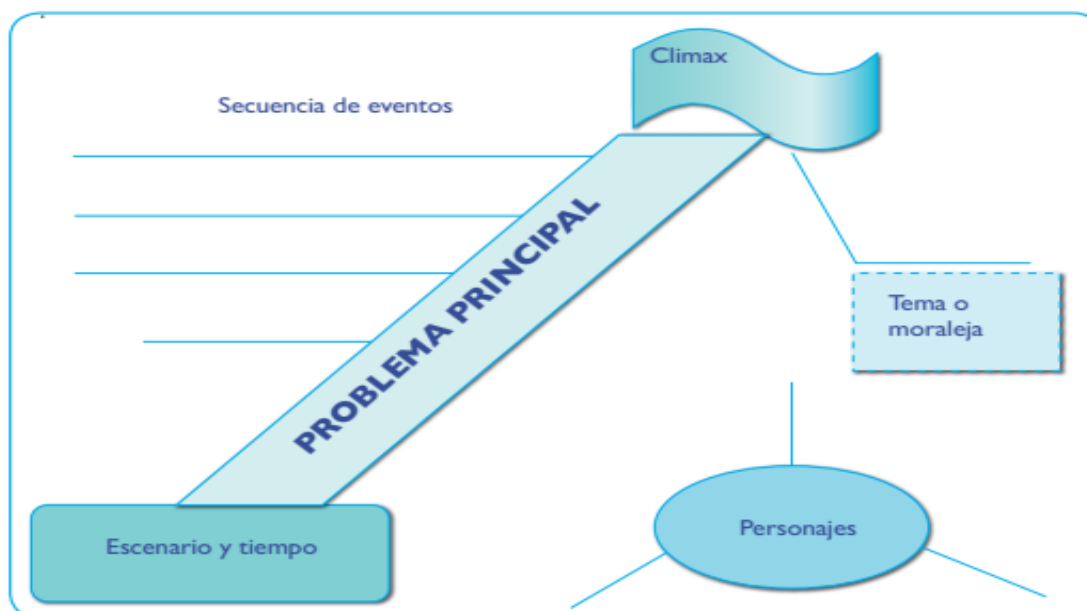 Climax
Secuencia de eventos
PROBLEMA PRINCIPAL
Tema o
moraleja
Escenario y tiempo
Personajes